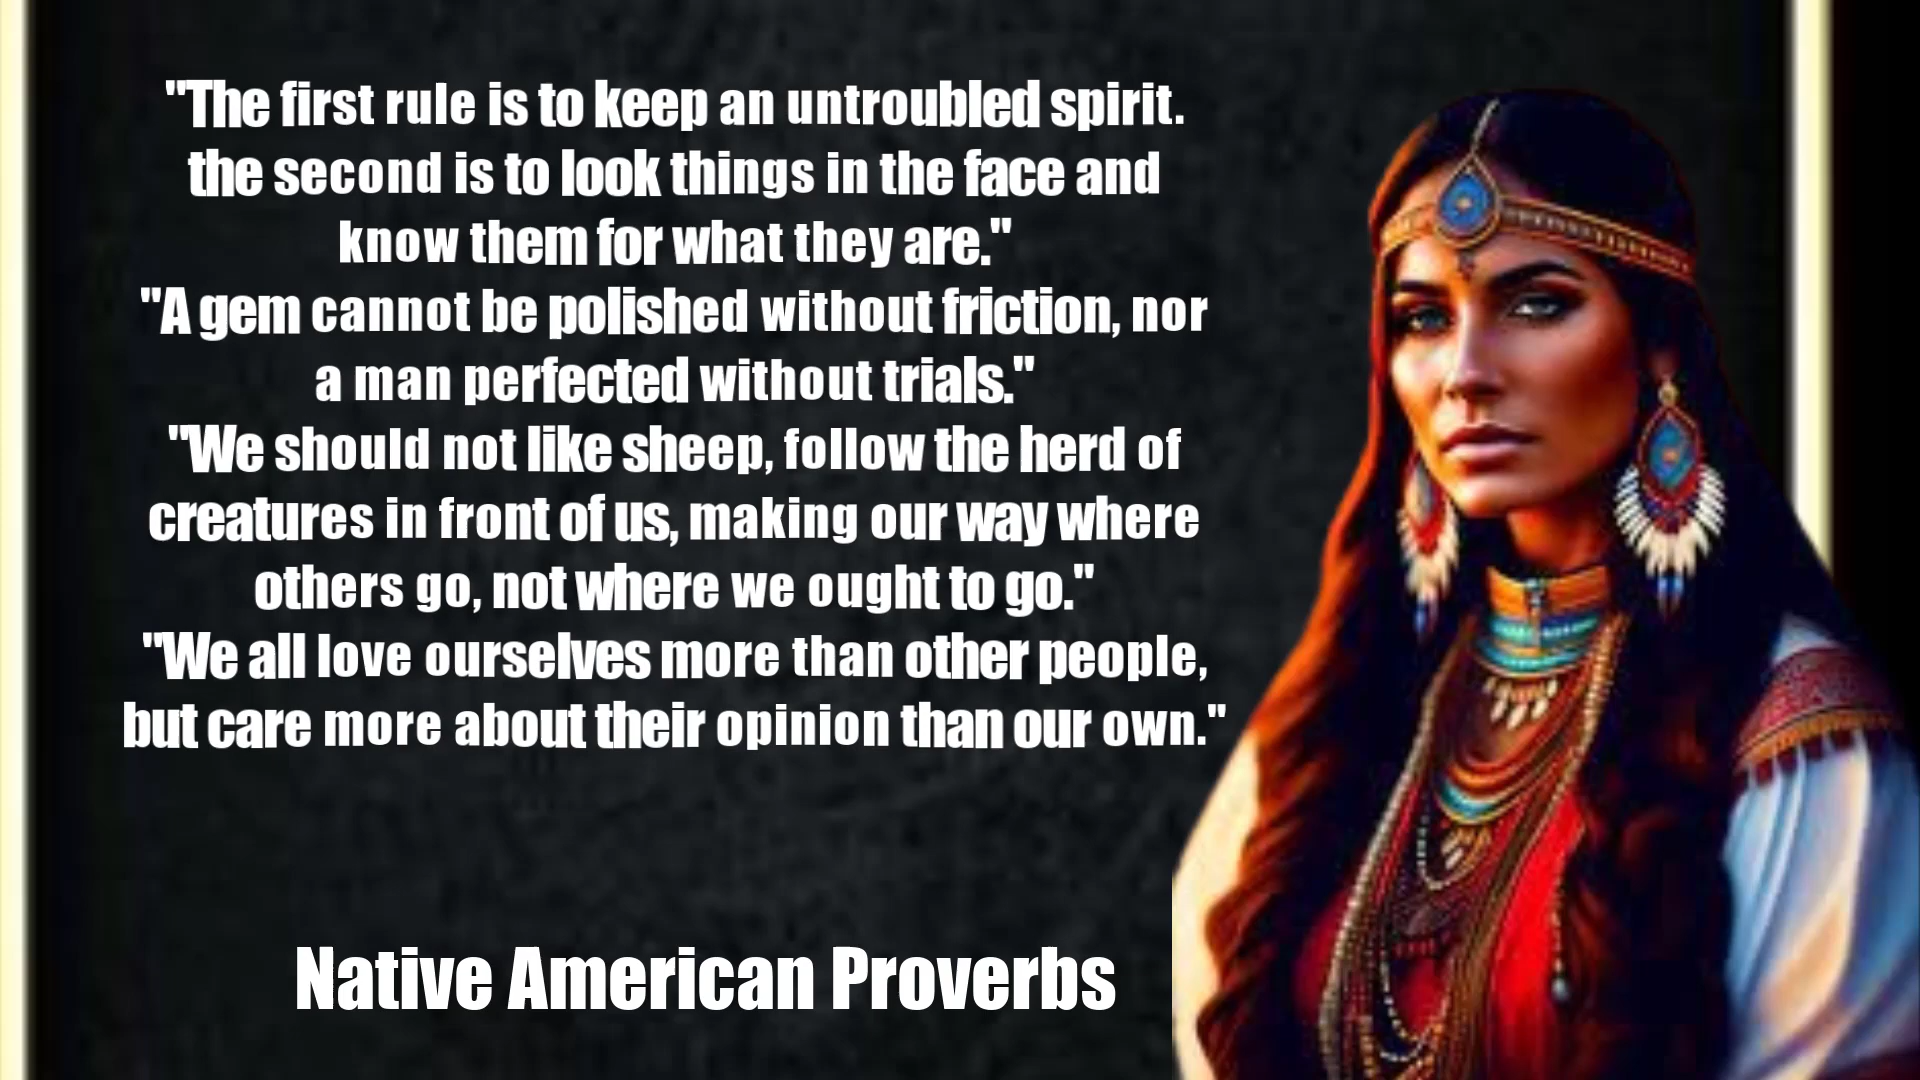 "The first rule is to keep an untroubled spirit.
the second is to look things in the face and
know them for what they are."
"A gem cannot be polished without friction, nor
a man perfected without trials."
"We should not like sheep, follow the herd of
creatures in front of us, making our way where
others go, not where we ought to go."
"We all love ourselves more than other people,
but care more about their opinion than our own."
Native American Proverbs